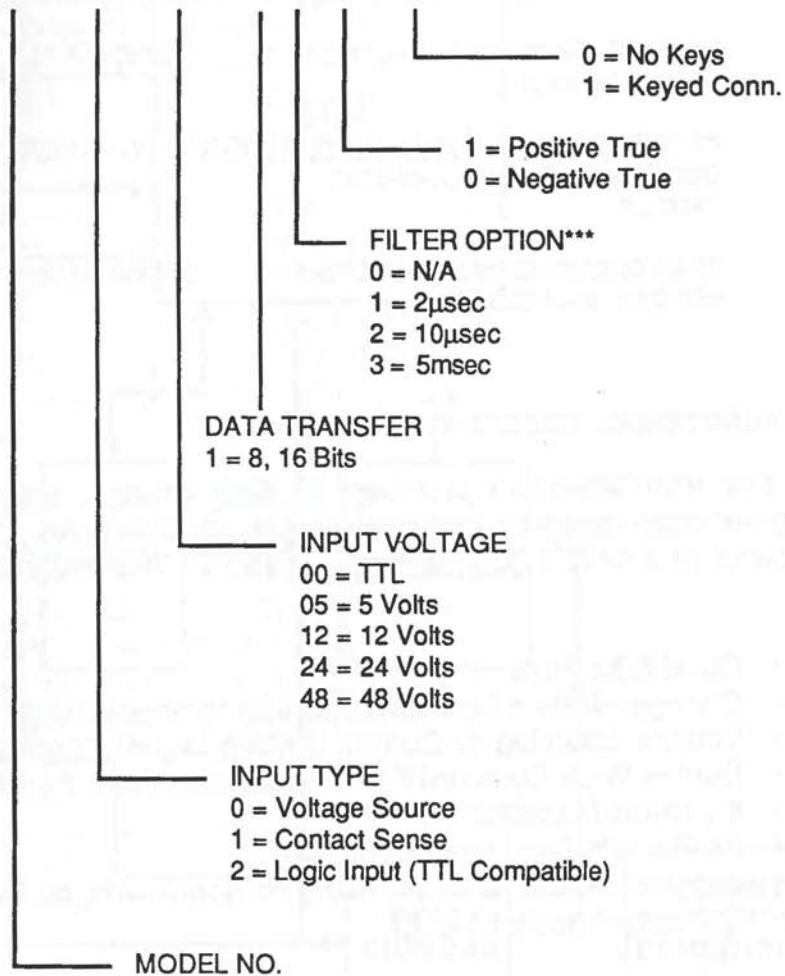 0 = No Keys
1 = Keyed Conn.
1 = Positive True
0 = Negative True
FILTER OPTION***
0 = N/A
1 = 2µsec
2 = 10µsec
3 = 5msec
DATA TRANSFER
1 = 8, 16 Bits
INPUT VOLTAGE
00 = TTL
05 = 5 Volts
12 = 12 Volts
24 = 24 Volts
48 = 48 Volts
INPUT TYPE
0 = Voltage Source
1 = Contact Sense
2 = Logic Input (TTL Compatible)
MODEL NO.